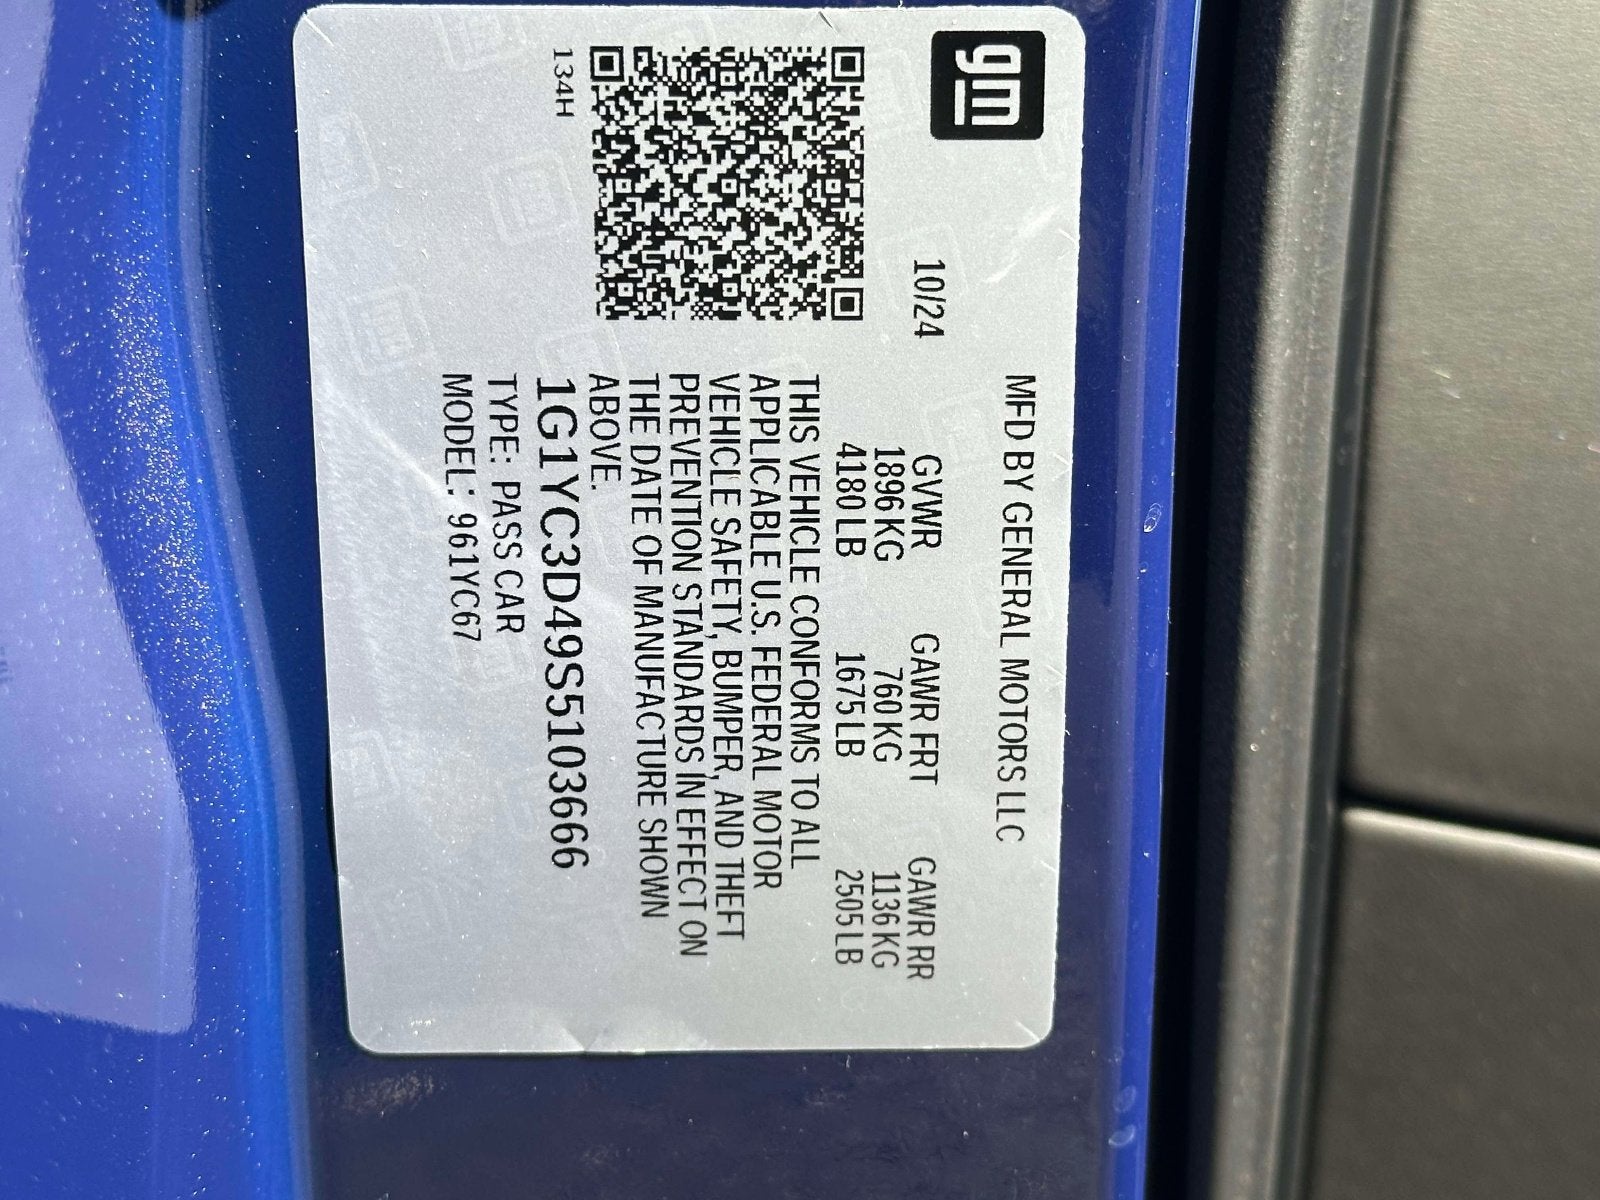 gm
MFD BY GENERAL MOTORS LLC
10/24
GVWR GAWR FRT GAWR RR
1896 KG 760 KG 1136 KG
4180 LB 1675 LB 2505 LB
THIS VEHICLE CONFORMS TO ALL
APPLICABLE U.S. FEDERAL MOTOR
VEHICLE SAFETY, BUMPER, AND THEFT
PREVENTION STANDARDS IN EFFECT ON
THE DATE OF MANUFACTURE SHOWN
ABOVE.
134H
1G1YC3D49S5103666
TYPE: PASS CAR
MODEL: 961YC67